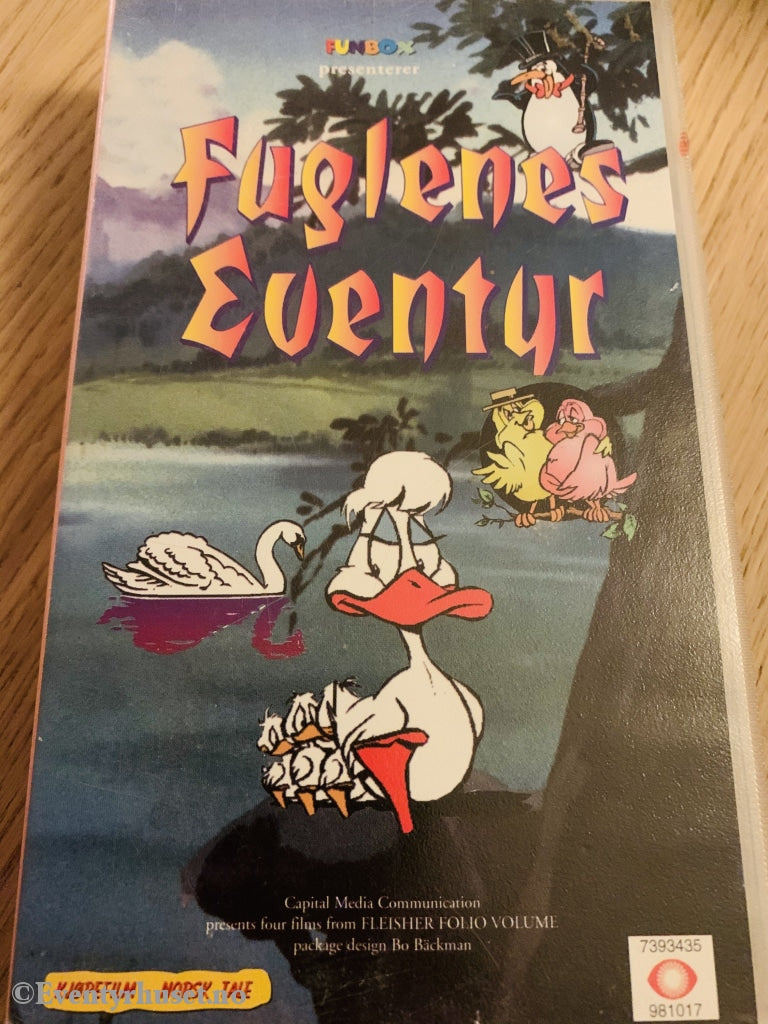 FUNBOX
presenterer
Fuglenes
Eventyr
Capital Media Communication
presents four films from FLEISHER FOLIO VOLUME
package design Bo Bäckman
KJØPEFILM NORSK TALE
©Eventyrhuset.no
7393435
981017